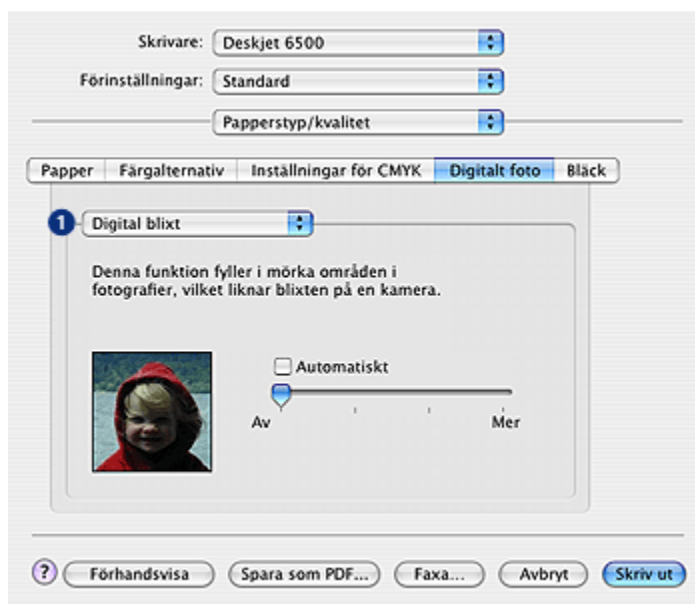 Skrivare: Deskjet 6500
Förinställningar: Standard
Papperstyp/kvalitet
Papper Färgalternativ Inställningar för CMYK Digitalt foto Bläck
1 Digital blixt
Denna funktion fyller i mörka områden i
fotografier, vilket liknar blixten på en kamera.
Automatiskt
Av Mer
? Förhandsvisa Spara som PDF... Faxa... Avbryt Skriv ut